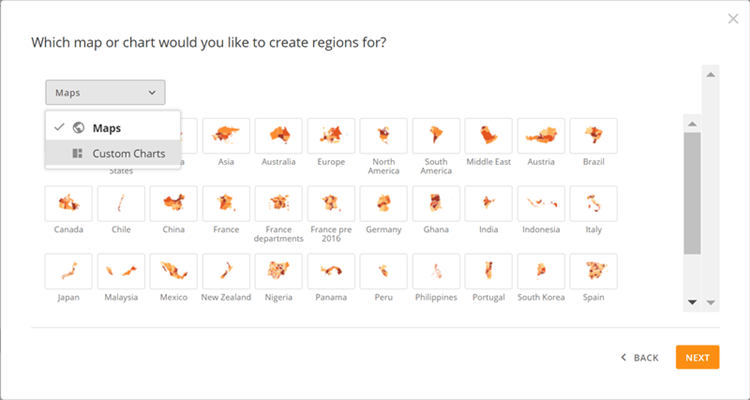 Which map or chart would you like to create regions for?
Maps
Maps
Custom Charts
States
Asia
Australia
Europe
North
America
South
America
Middle East
Austria
Brazil
Canada
Chile
China
France
France
departments
France pre
2016
Germany
Ghana
India
Indonesia
Italy
Japan
Malaysia
Mexico
New Zealand
Nigeria
Panama
Peru
Philippines
Portugal
South Korea
Spain
BACK
NEXT